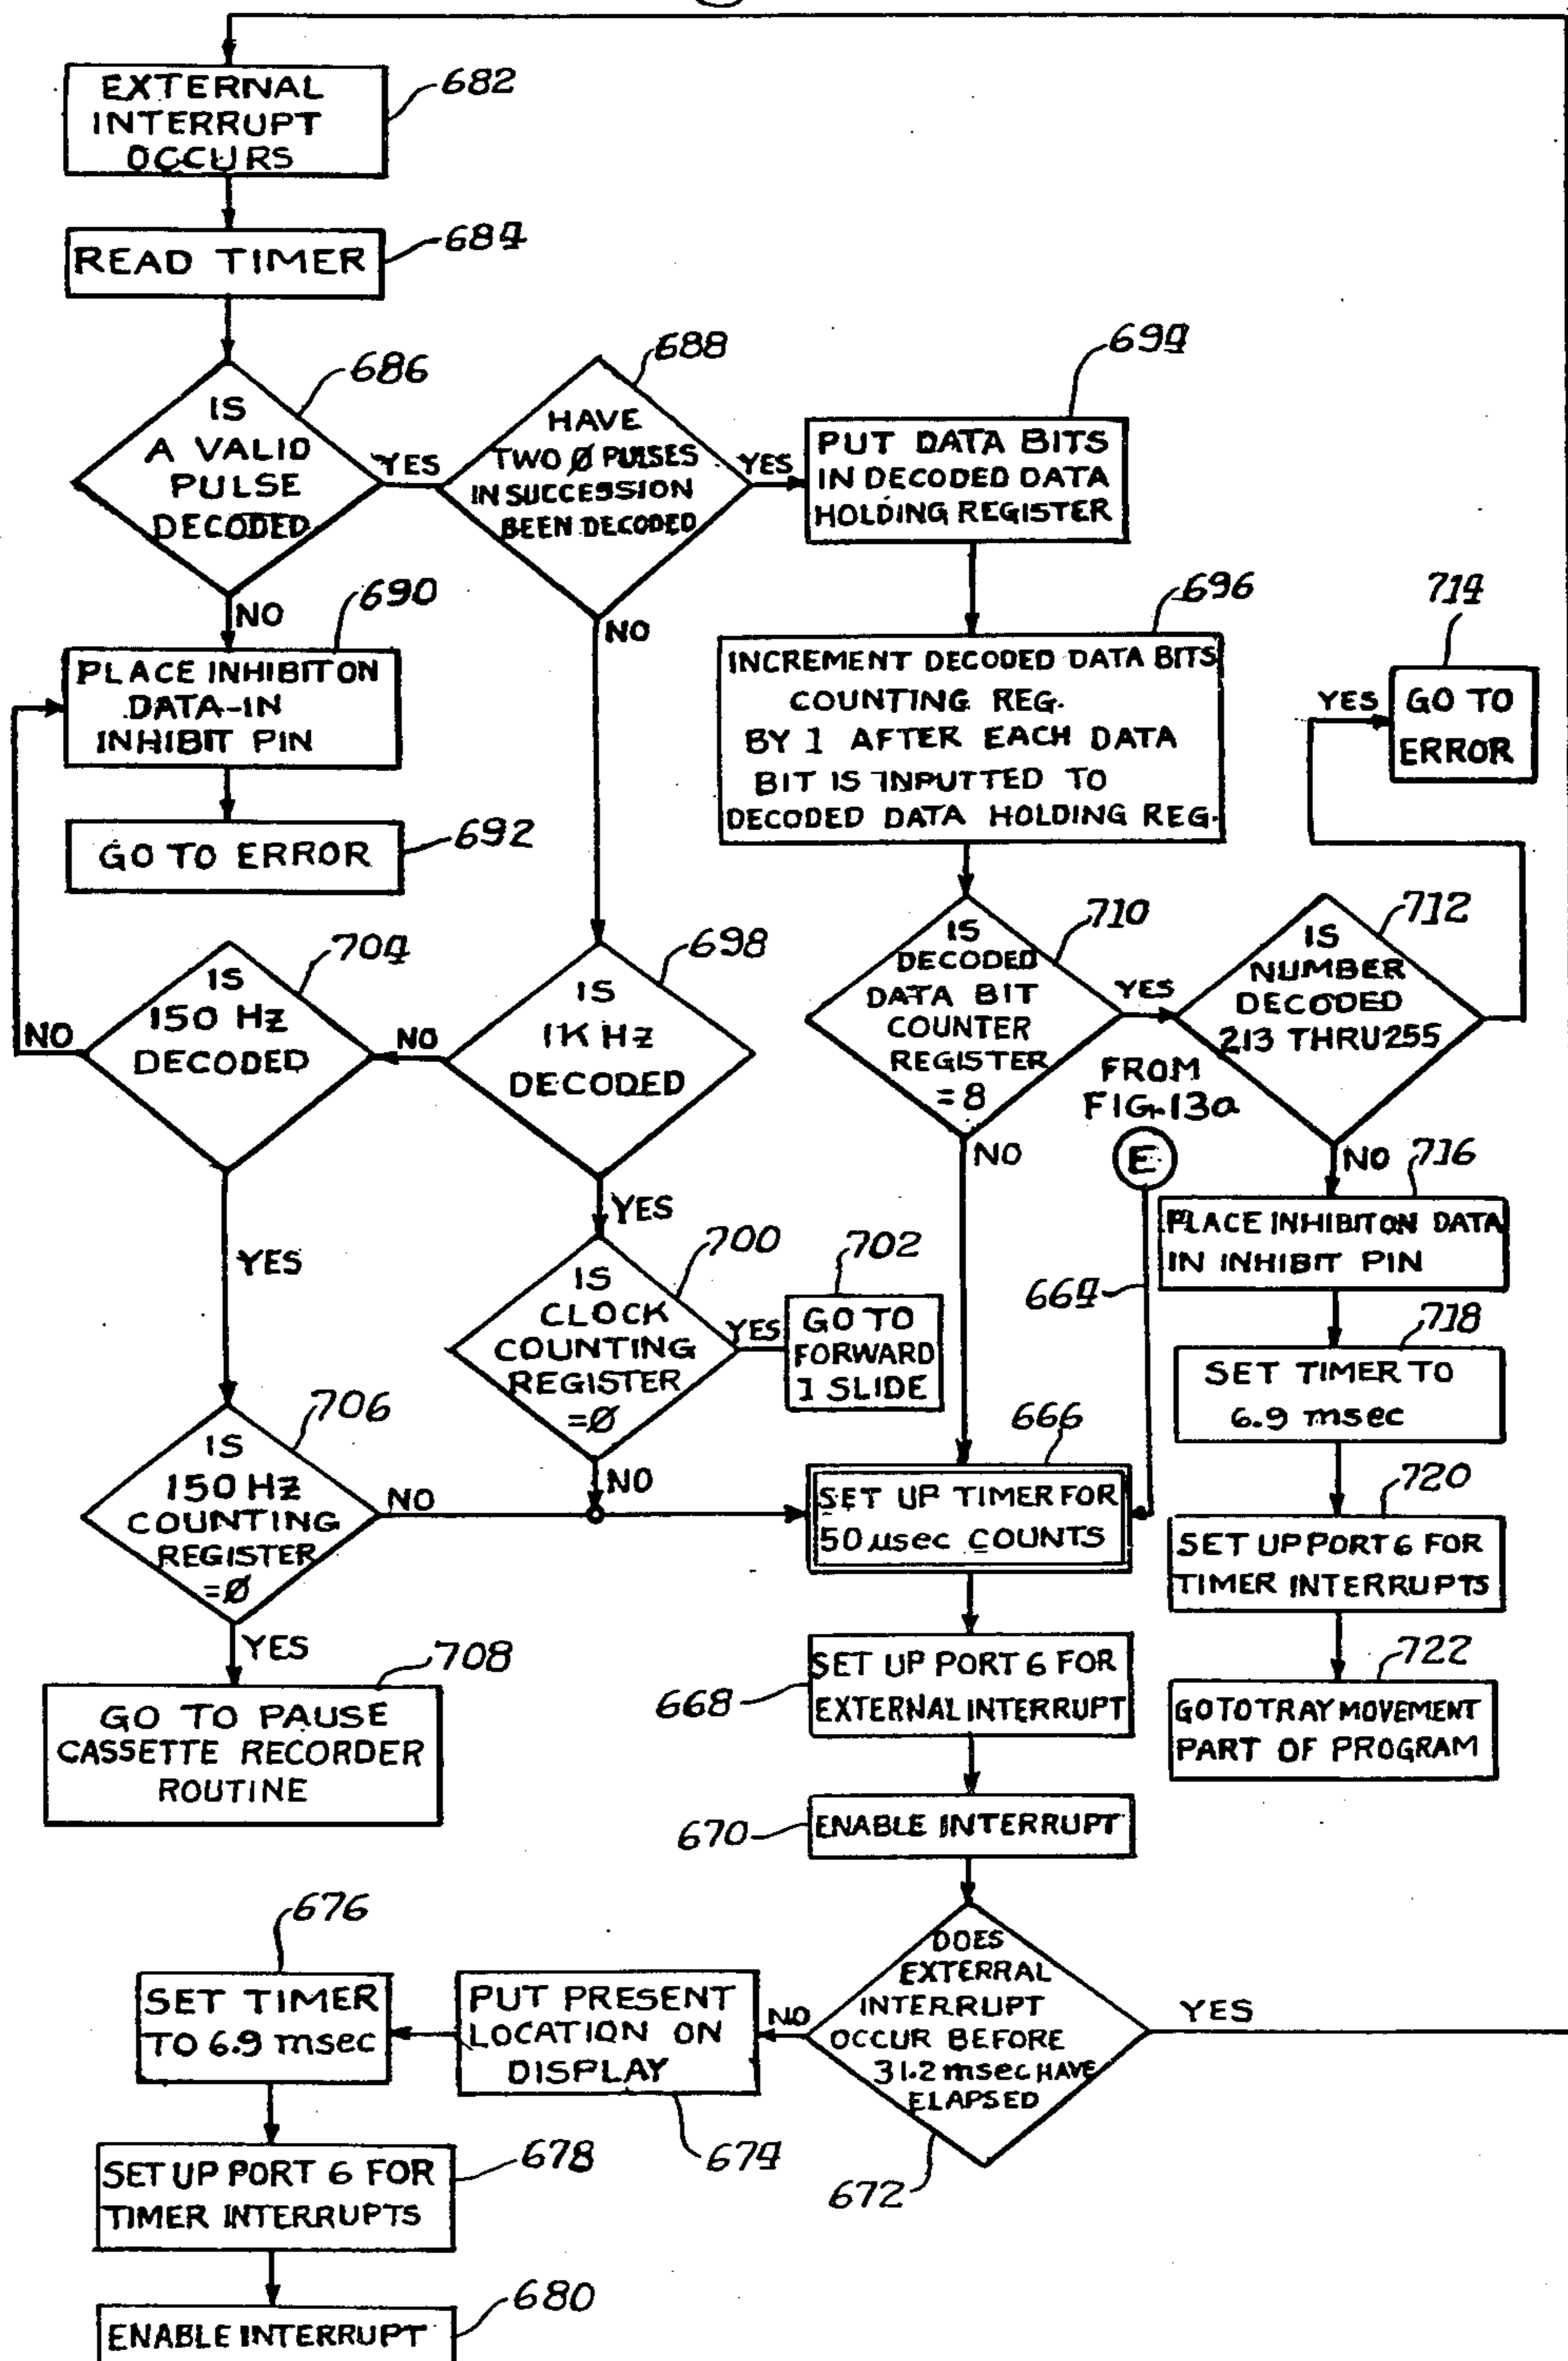 EXTERNAL
INTERRUPT
OCCURS
682
READ TIMER
684
IS
A VALID
PULSE
DECODED
686
YES
NO
HAVE
TWO Ø PULSES
IN SUCCESSION
BEEN DECODED
688
YES
NO
PUT DATA BITS
IN DECODED DATA
HOLDING REGISTER
694
PLACE INHIBIT ON
DATA-IN
INHIBIT PIN
690
GO TO ERROR
692
INCREMENT DECODED DATA BITS
COUNTING REG.
BY 1 AFTER EACH DATA
BIT IS INPUTTED TO
DECODED DATA HOLDING REG.
696
714
YES
GO TO
ERROR
IS
150 Hz
DECODED
704
NO
YES
IS
1K Hz
DECODED
698
NO
YES
IS
DECODED
DATA BIT
COUNTER
REGISTER
= 8
710
YES
NO
IS
NUMBER
DECODED
213 THRU 255
712
NO
FROM
FIG. 13a
E
664
PLACE INHIBIT ON DATA
IN INHIBIT PIN
716
IS
CLOCK
COUNTING
REGISTER
=Ø
700
YES
NO
GO TO
FORWARD
1 SLIDE
702
SET TIMER TO
6.9 msec
718
IS
150 Hz
COUNTING
REGISTER
=Ø
706
NO
YES
SET UP TIMER FOR
50 µsec COUNTS
666
SET UP PORT 6 FOR
TIMER INTERRUPTS
720
GO TO PAUSE
CASSETTE RECORDER
ROUTINE
708
SET UP PORT 6 FOR
EXTERNAL INTERRUPT
668
GO TO TRAY MOVEMENT
PART OF PROGRAM
722
ENABLE INTERRUPT
670
DOES
EXTERRAL
INTERRUPT
OCCUR BEFORE
31.2 msec HAVE
ELAPSED
672
YES
NO
PUT PRESENT
LOCATION ON
DISPLAY
674
SET TIMER
TO 6.9 msec
676
SET UP PORT 6 FOR
TIMER INTERRUPTS
678
ENABLE INTERRUPT
680